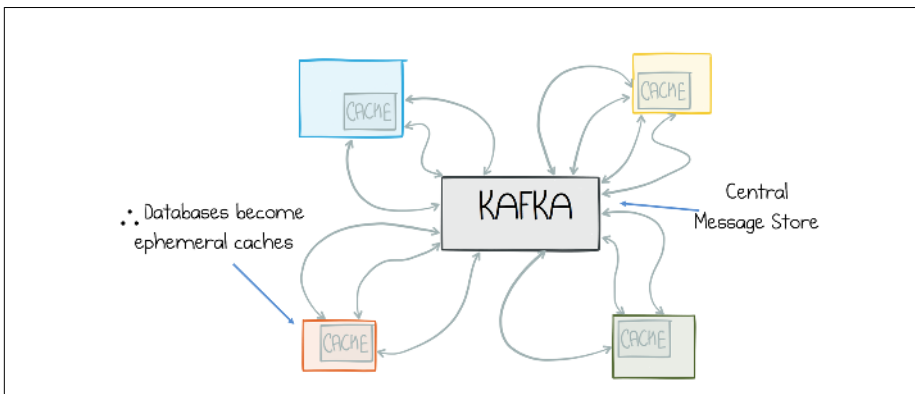 CACHE
CACHE
KAFKA
Central
Message Store
∴ Databases become
ephemeral caches
CACHE
CACHE